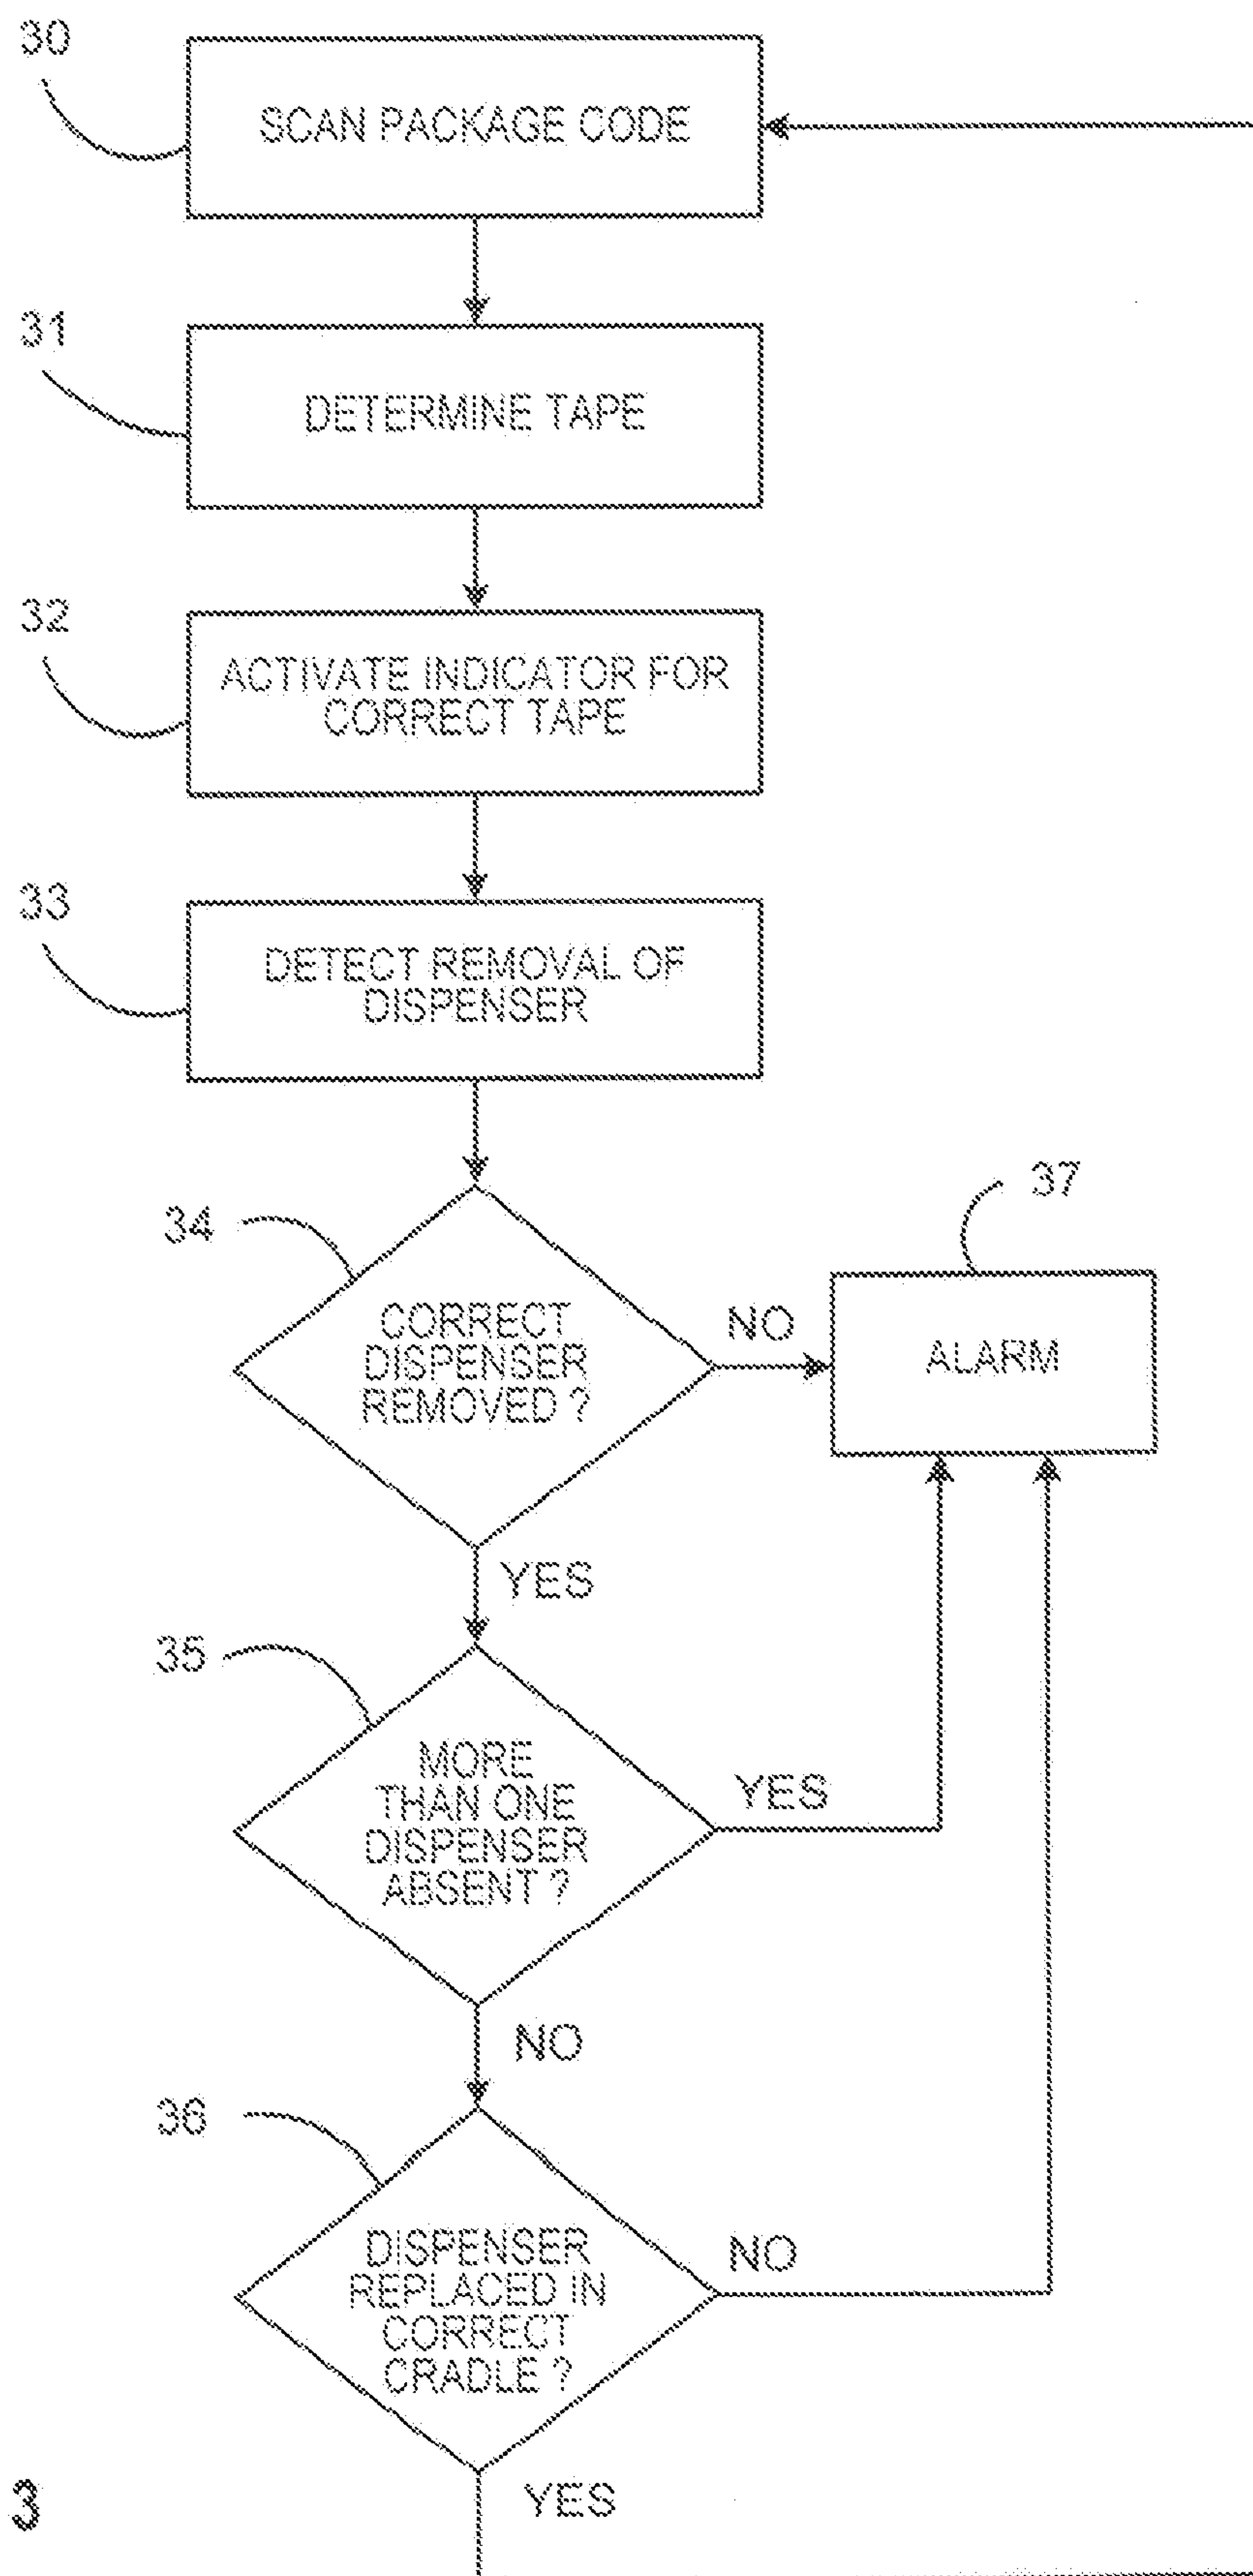 30
SCAN PACKAGE CODE
31
DETERMINE TAPE
32
ACTIVATE INDICATOR FOR
CORRECT TAPE
33
DETECT REMOVAL OF
DISPENSER
34
CORRECT
DISPENSER
REMOVED ?
NO
37
ALARM
YES
35
MORE
THAN ONE
DISPENSER
ABSENT ?
YES
NO
36
DISPENSER
REPLACED IN
CORRECT
CRADLE ?
NO
YES
3